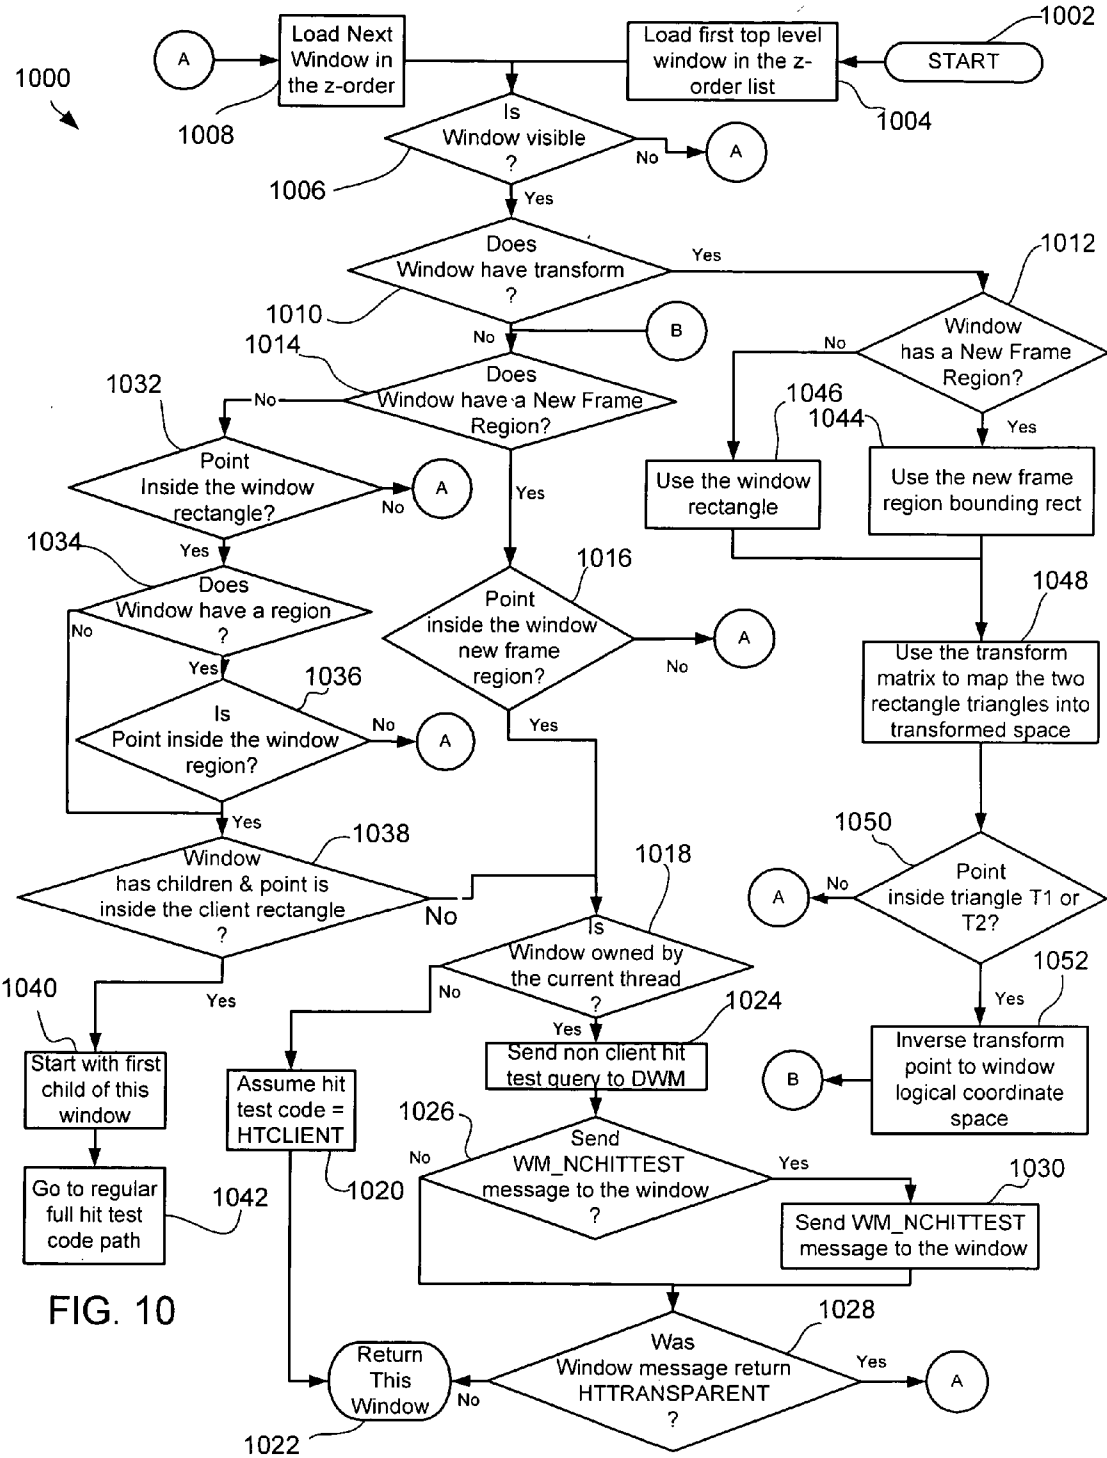 1002
Load Next
Window in
the z-order
Load first top level
window in the z-
order list
START
A
1000
1008
1004
Is
Window visible
?
No
A
1006
Yes
Does
Window have transform
?
Yes
1012
1010
No
B
Window
has a New Frame
Region?
No
1014
Does
Window have a New Frame
Region?
No
1032
1046
1044
Yes
Point
Inside the window
rectangle?
A
No
Yes
Use the window
rectangle
Use the new frame
region bounding rect
1034
Yes
Does
Window have a region
?
No
1016
Point
inside the window
new frame
region?
A
No
1048
Yes
1036
Use the transform
matrix to map the two
rectangle triangles into
transformed space
Is
Point inside the window
region?
No
A
Yes
Yes
1038
1050
Window
has children & point is
inside the client rectangle
?
No
1018
Point
inside triangle T1 or
T2?
No
A
Is
Window owned by
the current thread
?
No
1040
Yes
1024
Yes
1052
Yes
Start with first
child of this
window
Send non client hit
test query to DWM
Inverse transform
point to window
logical coordinate
space
B
Assume hit
test code =
HTCLIENT
1026
Send
WM_NCHITTEST
message to the window
?
No
Yes
1030
1020
Go to regular
full hit test
code path
1042
Send WM_NCHITTEST
message to the window
FIG. 10
1028
Return
This
Window
Was
Window message return
HTTRANSPARENT
?
Yes
A
No
1022